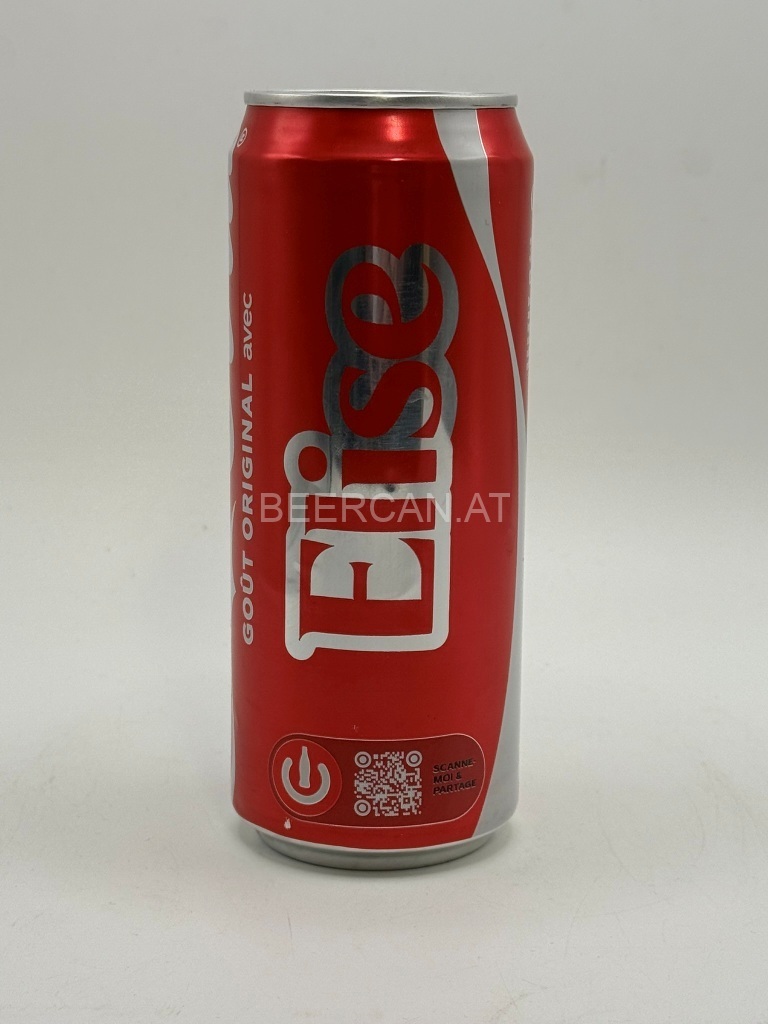 GOÛT ORIGINAL avec
Elise
BEERCAN.AT
SCANNE-
MOI &
PARTAGE